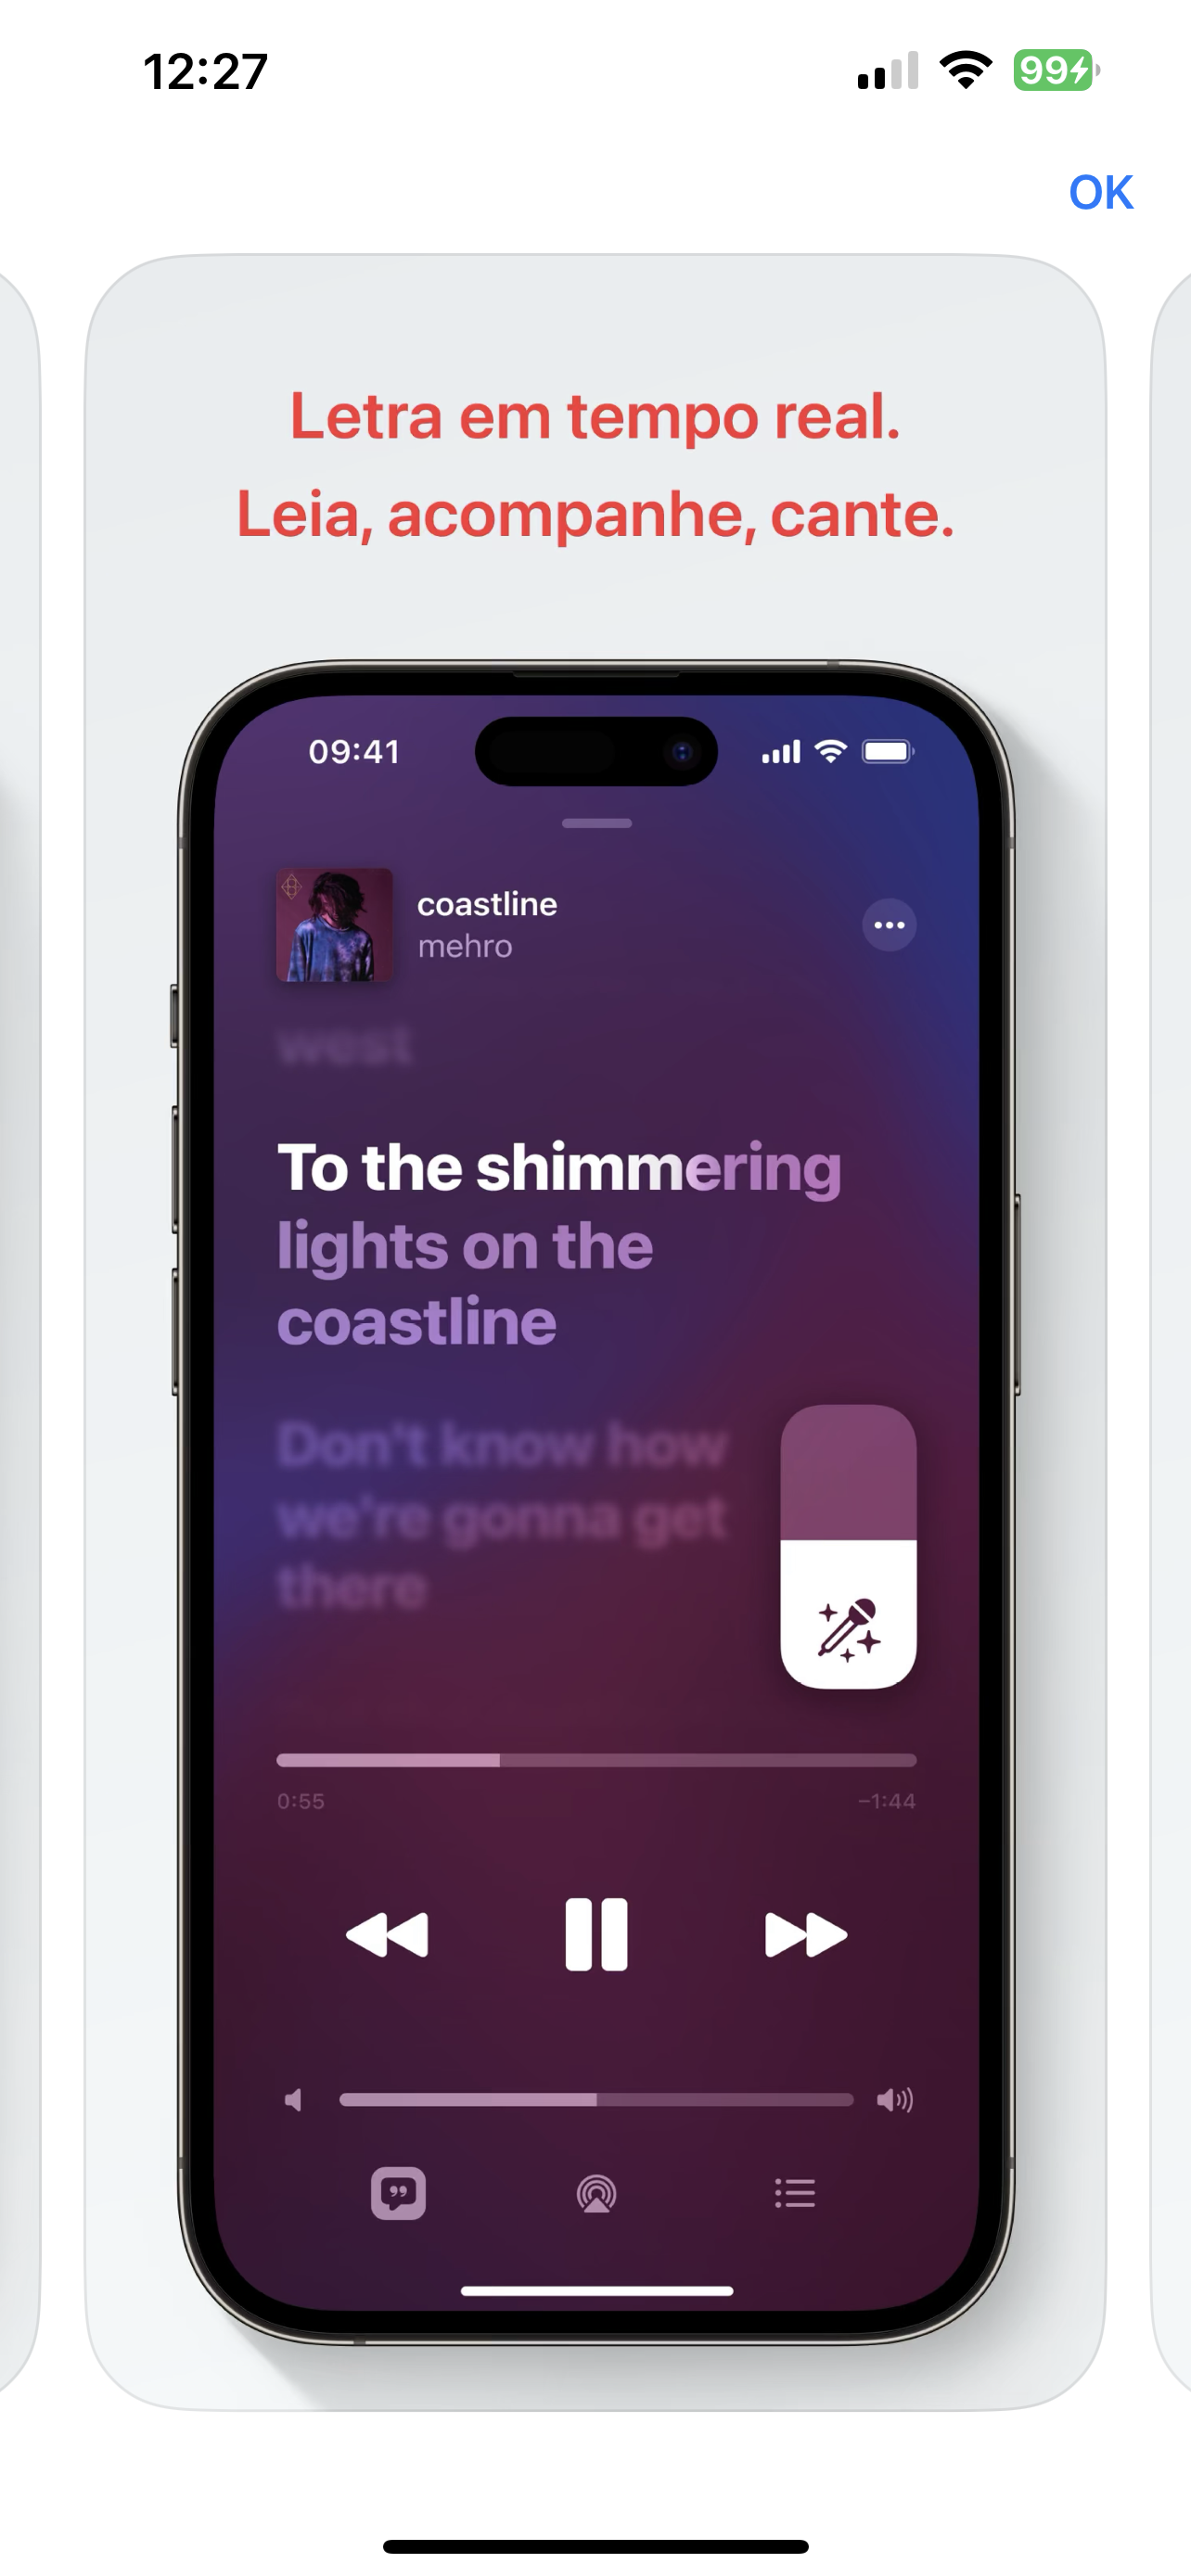 12:27
99
OK
Letra em tempo real.
Leia, acompanhe, cante.
09:41
coastline
mehro
west
To the shimmering
lights on the
coastline
Don't know how
we're gonna get
there
0:55
-1:44